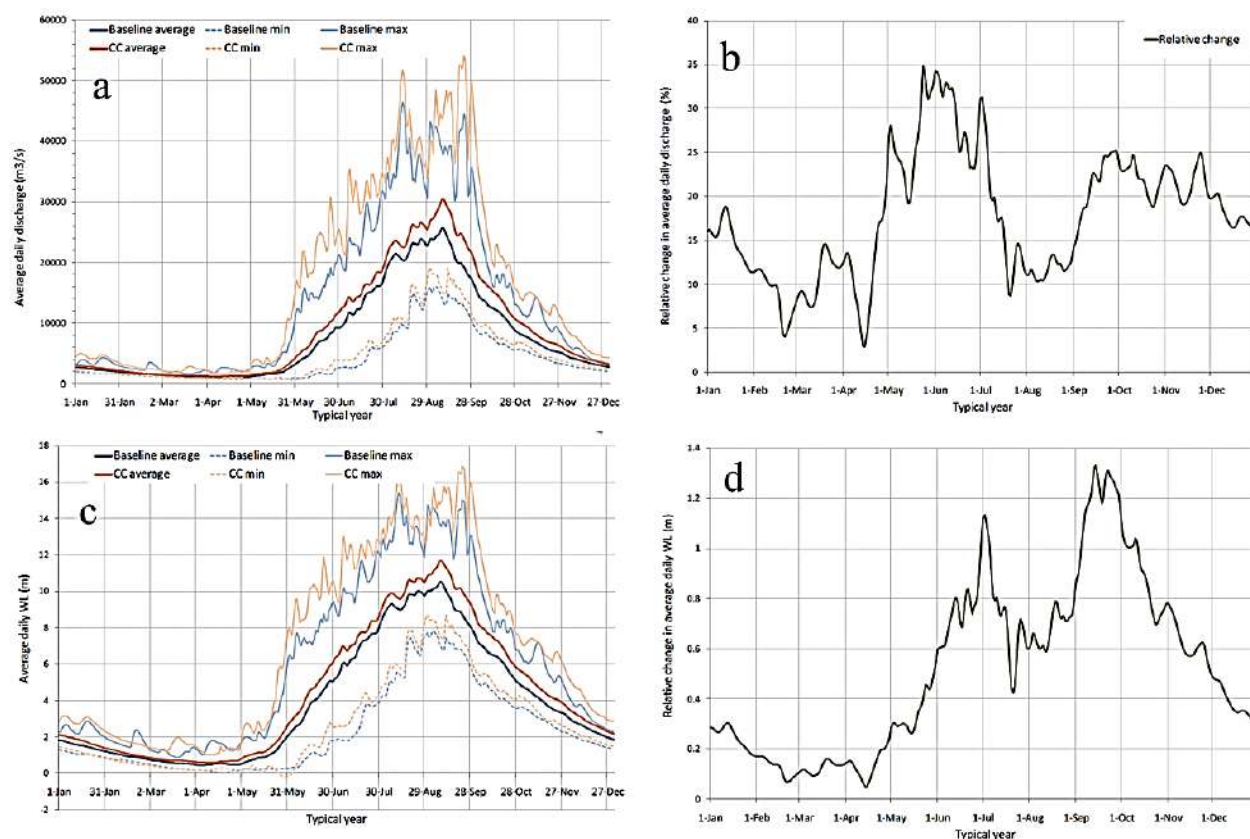 Baseline average Baseline min Baseline max
CC average CC min CC max
a
Average daily discharge (m3/s)
60000
50000
40000
30000
20000
10000
0
1-Jan 31-Jan 2-Mar 1-Apr 1-May 31-May 30-Jun 30-Jul 29-Aug 28-Sep 28-Oct 27-Nov 27-Dec
Typical year
Relative change
b
Relative change in average daily discharge (%)
40
35
30
25
20
15
10
5
0
1-Jan 1-Feb 1-Mar 1-Apr 1-May 1-Jun 1-Jul 1-Aug 1-Sep 1-Oct 1-Nov 1-Dec
Typical year
Baseline average Baseline min Baseline max
CC average CC min CC max
c
Average daily WL (m)
18
16
14
12
10
8
6
4
2
0
-2
1-Jan 31-Jan 2-Mar 1-Apr 1-May 31-May 30-Jun 30-Jul 29-Aug 28-Sep 28-Oct 27-Nov 27-Dec
Typical year
d
Relative change in average daily WL (m)
1.4
1.2
1
0.8
0.6
0.4
0.2
0
1-Jan 1-Feb 1-Mar 1-Apr 1-May 1-Jun 1-Jul 1-Aug 1-Sep 1-Oct 1-Nov 1-Dec
Typical year